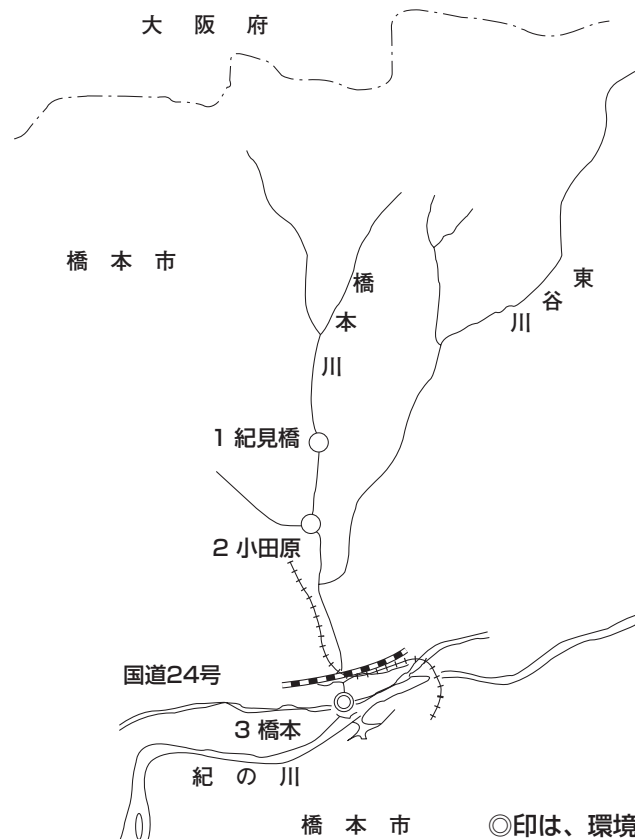 大阪府
橋本市
橋本川
東谷川
1 紀見橋
2 小田原
国道24号
3 橋本
紀の川
橋本市
◎印は、環境